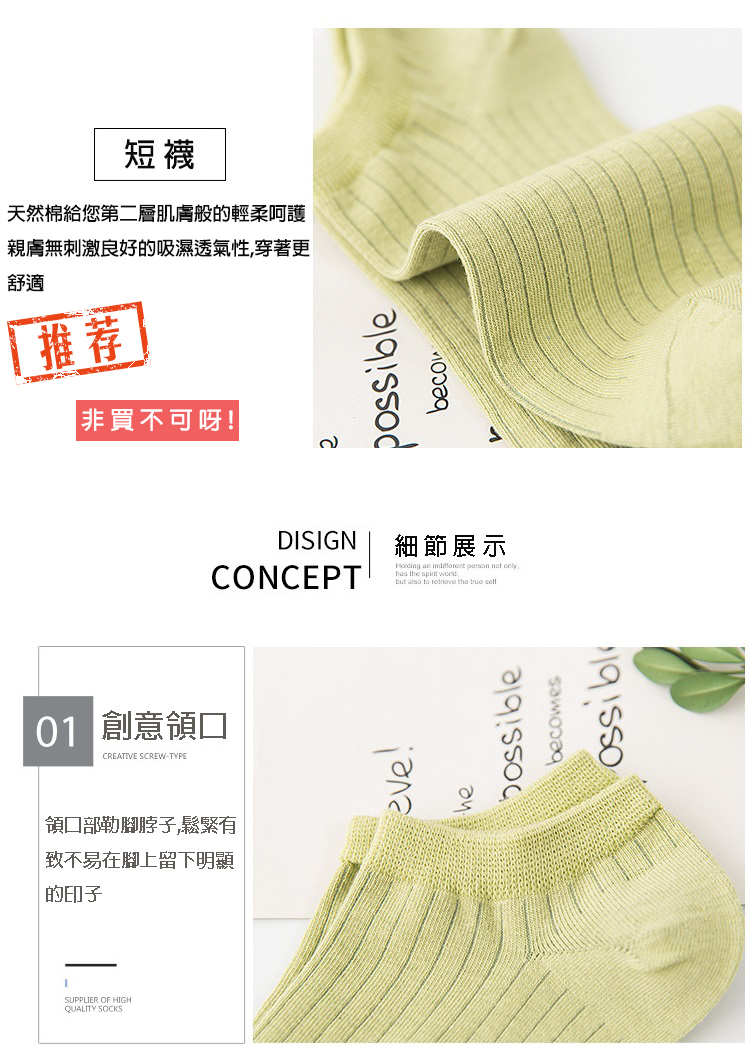 短襪
天然棉給您第二層肌膚般的輕柔呵護
親膚無刺激良好的吸濕透氣性,穿著更
舒適
推荐
非買不可呀!
possible
becom
DISIGN
CONCEPT
細節展示
Holding an indifferent person not only,
has the spirit world,
but also to retrieve the true self
01
創意領口
CREATIVE SCREW-TYPE
領口部勒腳脖子,鬆緊有
致不易在腳上留下明顯
的印子
SUPPLIER OF HIGH
QUALITY SOCKS
eve!
he
possible
becomes
ossibl